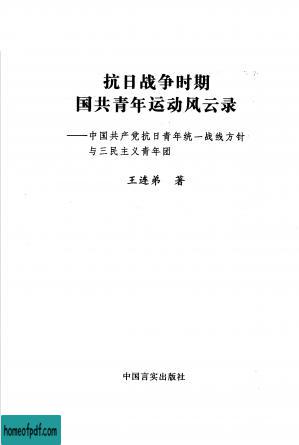 抗日战争时期
国共青年运动风云录
——中国共产党抗日青年统一战线方针
与三民主义青年团
王连弟 著
中国言实出版社
homeofpdf.com